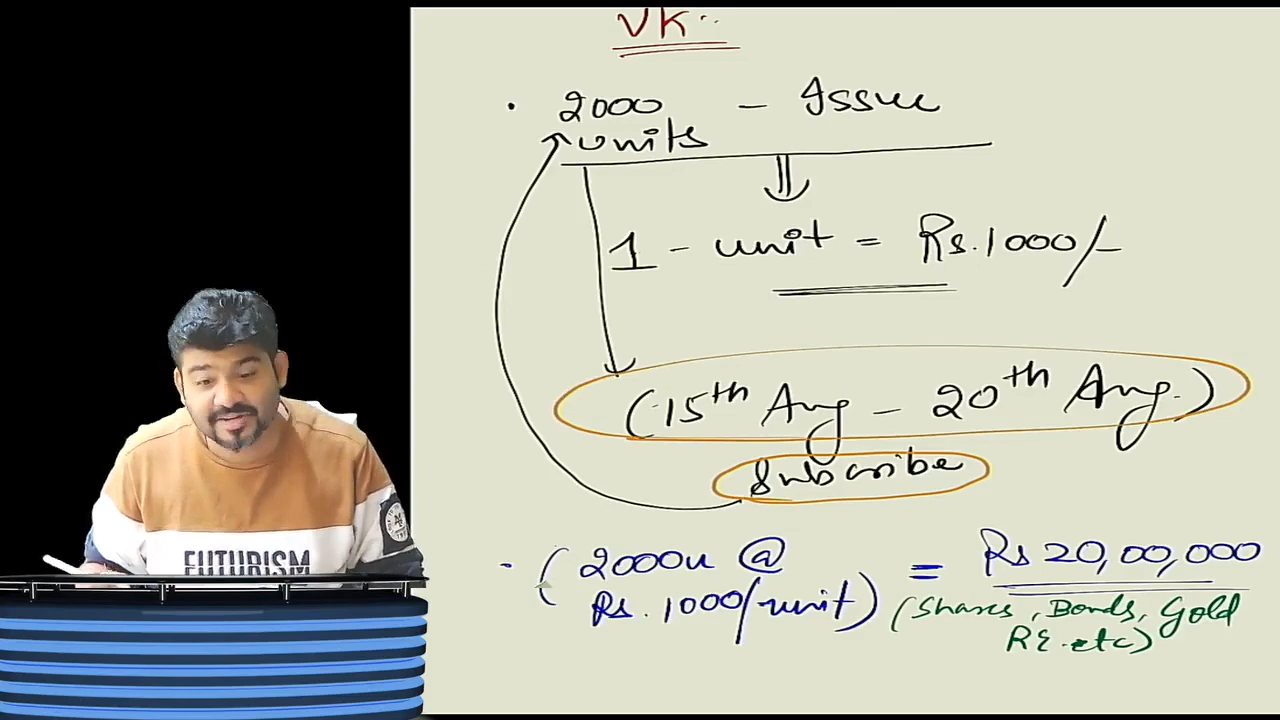 VK..
· 2000 units - Issue
1 - unit = Rs.1000/-
(15th Aug - 20th Aug.)
Subscribe
· (2000u @ Rs.1000/unit) = Rs 20,00,000
(Shares, Bonds, Gold
RE. etc)
FUTURISM